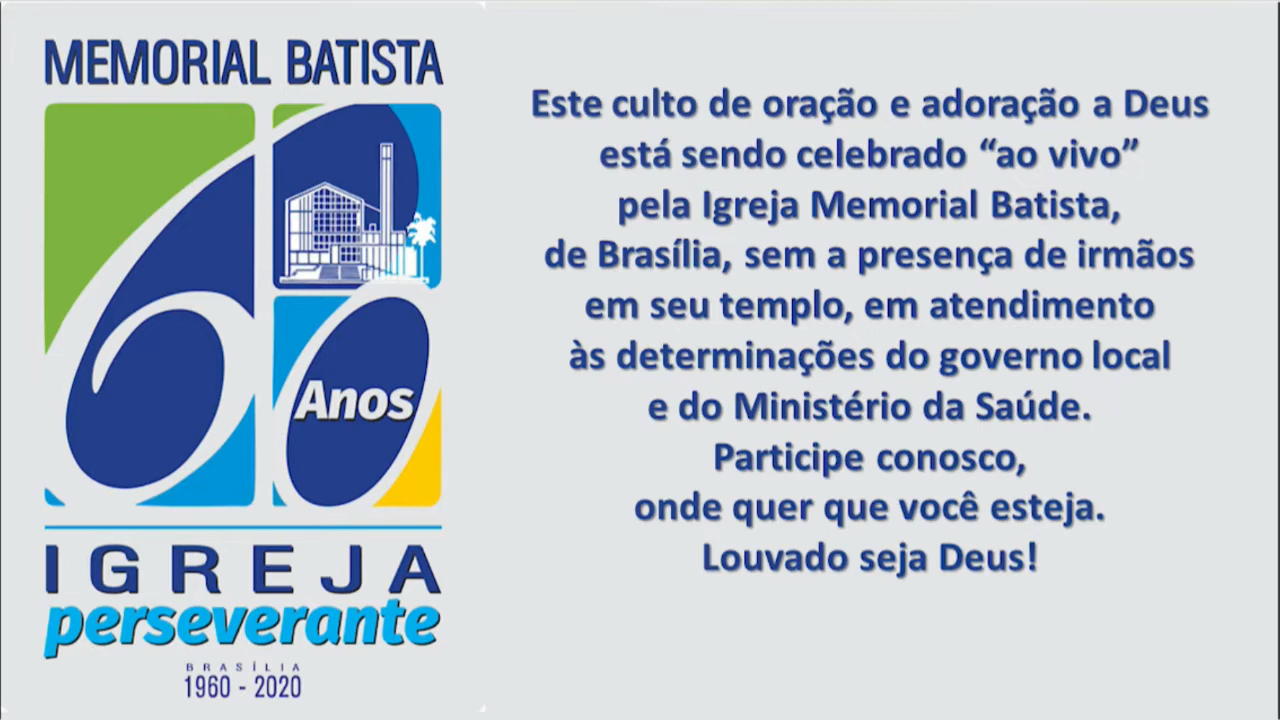 MEMORIAL BATISTA
60
Anos
IGREJA
perseverante
BRASÍLIA
1960 - 2020
Este culto de oração e adoração a Deus
está sendo celebrado “ao vivo”
pela Igreja Memorial Batista,
de Brasília, sem a presença de irmãos
em seu templo, em atendimento
às determinações do governo local
e do Ministério da Saúde.
Participe conosco,
onde quer que você esteja.
Louvado seja Deus!